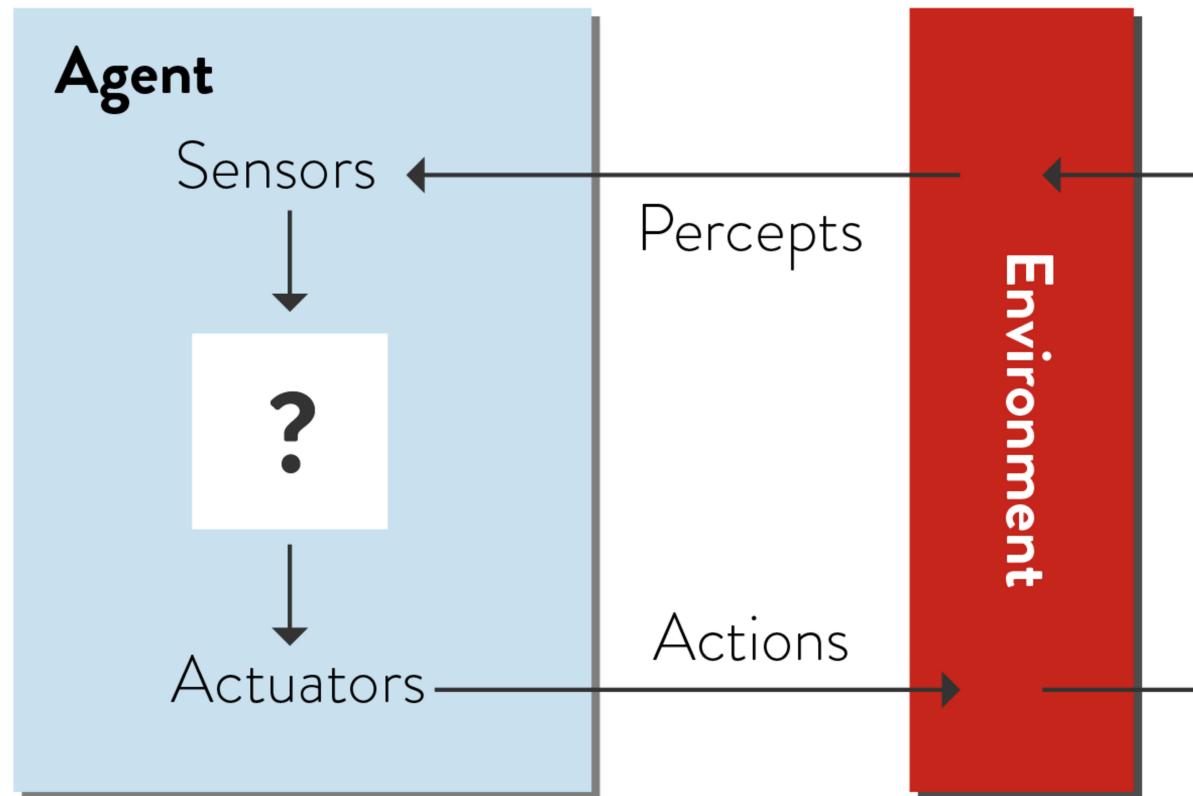 Agent
Sensors
Percepts
Environment
?
Actions
Actuators